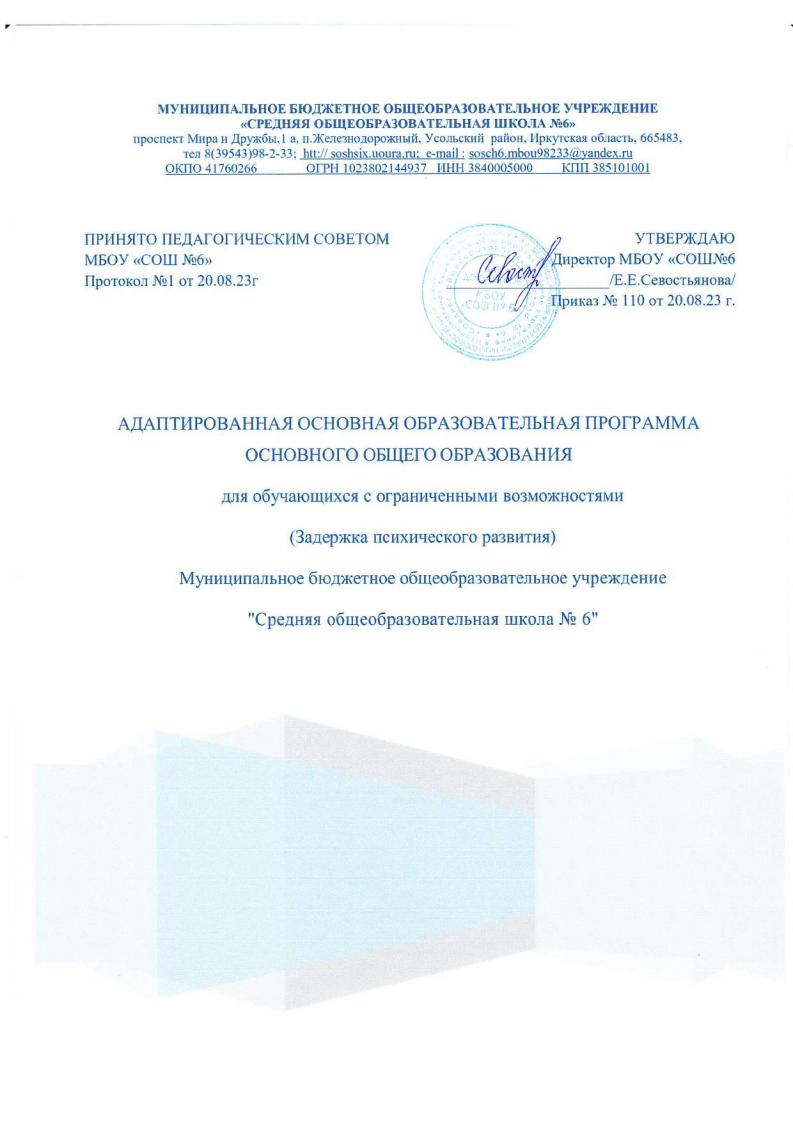 МУНИЦИПАЛЬНОЕ БЮДЖЕТНОЕ ОБЩЕОБРАЗОВАТЕЛЬНОЕ УЧРЕЖДЕНИЕ
«СРЕДНЯЯ ОБЩЕОБРАЗОВАТЕЛЬНАЯ ШКОЛА №6»
проспект Мира и Дружбы,1 а, п.Железнодорожный, Усольский район, Иркутская область, 665483,
тел 8(39543)98-2-33; htt:// soshsix.uoura.ru; e-mail : sosch6.mbou98233@yandex.ru
ОКПО 41760266 ОГРН 1023802144937 ИНН 3840005000 КПП 385101001
ПРИНЯТО ПЕДАГОГИЧЕСКИМ СОВЕТОМ
МБОУ «СОШ №6»
Протокол №1 от 20.08.23г
УТВЕРЖДАЮ
Директор МБОУ «СОШ№6
/Е.Е.Севостьянова/
Приказ № 110 от 20.08.23 г.
МБОУ
«СОШ № 6
АДАПТИРОВАННАЯ ОСНОВНАЯ ОБРАЗОВАТЕЛЬНАЯ ПРОГРАММА
ОСНОВНОГО ОБЩЕГО ОБРАЗОВАНИЯ
для обучающихся с ограниченными возможностями
(Задержка психического развития)
Муниципальное бюджетное общеобразовательное учреждение
"Средняя общеобразовательная школа № 6"